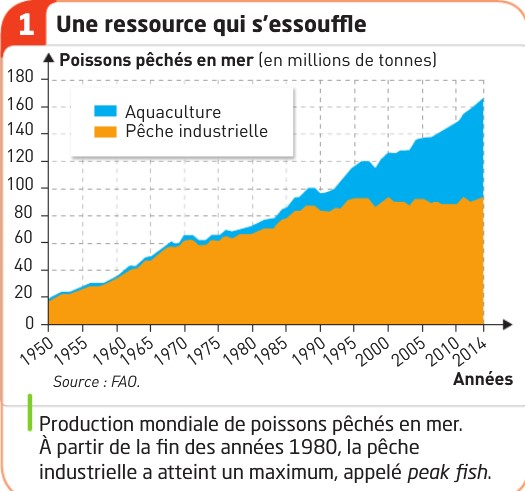 1 Une ressource qui s'essouffle
Poissons pêchés en mer (en millions de tonnes)
180
160
140
120
100
80
60
40
20
0
Aquaculture
Pêche industrielle
1950 1955 1960 1965 1970 1975 1980 1985 1990 1995 2000 2005 2010 2014
Source : FAO.
Années
Production mondiale de poissons pêchés en mer.
À partir de la fin des années 1980, la pêche
industrielle a atteint un maximum, appelé peak fish.